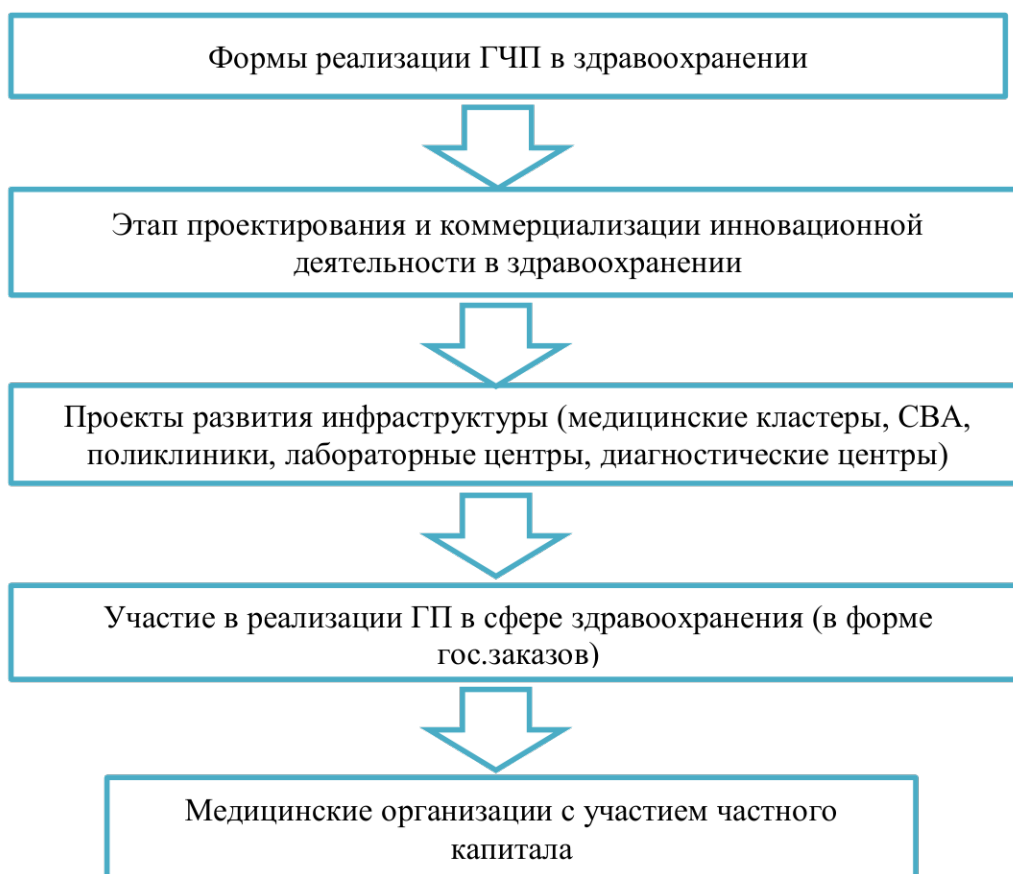 Формы реализации ГЧП в здравоохранении
Этап проектирования и коммерциализации инновационной
деятельности в здравоохранении
Проекты развития инфраструктуры (медицинские кластеры, СВА,
поликлиники, лабораторные центры, диагностические центры)
Участие в реализации ГП в сфере здравоохранения (в форме
гос.заказов)
Медицинские организации с участием частного
капитала